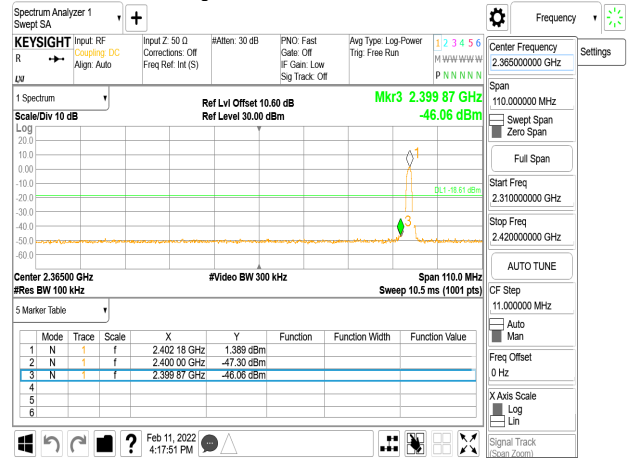 Spectrum Analyzer 1
Swept SA
Frequency
KEYSIGHT
R
Input: RF
Coupling: DC
Align: Auto
Input Z: 50 Ω
Corrections: Off
Freq Ref: Int (S)
#Atten: 30 dB
PNO: Fast
Gate: Off
IF Gain: Low
Sig Track: Off
Avg Type: Log-Power
Trig: Free Run
1 2 3 4 5 6
M W W W W W
P N N N N N
1 Spectrum
Scale/Div 10 dB
Ref Lvl Offset 10.60 dB
Ref Level 30.00 dBm
Mkr3 2.399 87 GHz
-46.06 dBm
Log
20.0
10.0
0.00
-10.0
-20.0
-30.0
-40.0
-50.0
-60.0
1
DL1 -18.61 dBm
3
Center 2.36500 GHz
#Res BW 100 kHz
#Video BW 300 kHz
Span 110.0 MHz
Sweep 10.5 ms (1001 pts)
5 Marker Table
Mode Trace Scale X Y Function Function Width Function Value
1 N 1 f 2.402 18 GHz 1.389 dBm
2 N 1 f 2.400 00 GHz -47.30 dBm
3 N 1 f 2.399 87 GHz -46.06 dBm
4
5
6
Feb 11, 2022
4:17:51 PM
Settings
Center Frequency
2.365000000 GHz
Span
110.000000 MHz
Swept Span
Zero Span
Full Span
Start Freq
2.310000000 GHz
Stop Freq
2.420000000 GHz
AUTO TUNE
CF Step
11.000000 MHz
Auto
Man
Freq Offset
0 Hz
X Axis Scale
Log
Lin
Signal Track
(Span Zoom)